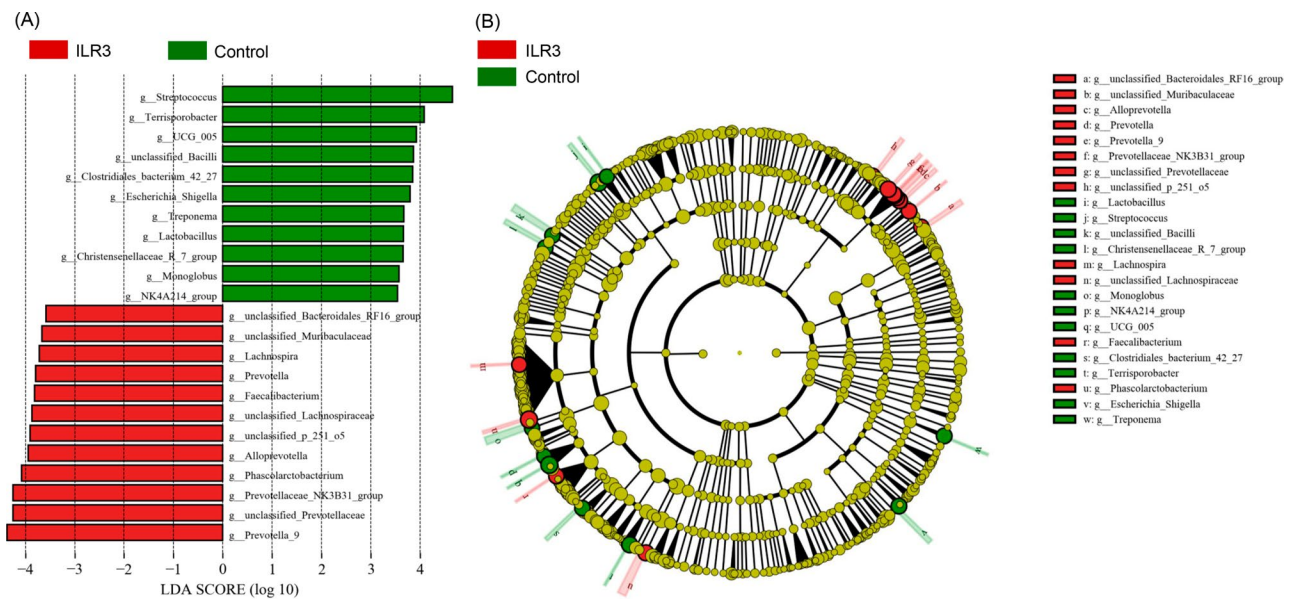 (A)
ILR3
Control
g__Streptococcus
g__Terrisporobacter
g__UCG_005
g__unclassified_Bacilli
g__Clostridiales_bacterium_42_27
g__Escherichia_Shigella
g__Treponema
g__Lactobacillus
g__Christensenellaceae_R_7_group
g__Monoglobus
g__NK4A214_group
g__unclassified_Bacteroidales_RF16_group
g__unclassified_Muribaculaceae
g__Lachnospira
g__Prevotella
g__Faecalibacterium
g__unclassified_Lachnospiraceae
g__unclassified_p_251_o5
g__Alloprevotella
g__Phascolarctobacterium
g__Prevotellaceae_NK3B31_group
g__unclassified_Prevotellaceae
g__Prevotella_9
−4 −3 −2 −1 0 1 2 3 4
LDA SCORE (log 10)
(B)
ILR3
Control
a
b
h
m
n
o
p
q
r
s
t
u
v
w
a: g__unclassified_Bacteroidales_RF16_group
b: g__unclassified_Muribaculaceae
c: g__Alloprevotella
d: g__Prevotella
e: g__Prevotella_9
f: g__Prevotellaceae_NK3B31_group
g: g__unclassified_Prevotellaceae
h: g__unclassified_p_251_o5
i: g__Lactobacillus
j: g__Streptococcus
k: g__unclassified_Bacilli
l: g__Christensenellaceae_R_7_group
m: g__Lachnospira
n: g__unclassified_Lachnospiraceae
o: g__Monoglobus
p: g__NK4A214_group
q: g__UCG_005
r: g__Faecalibacterium
s: g__Clostridiales_bacterium_42_27
t: g__Terrisporobacter
u: g__Phascolarctobacterium
v: g__Escherichia_Shigella
w: g__Treponema